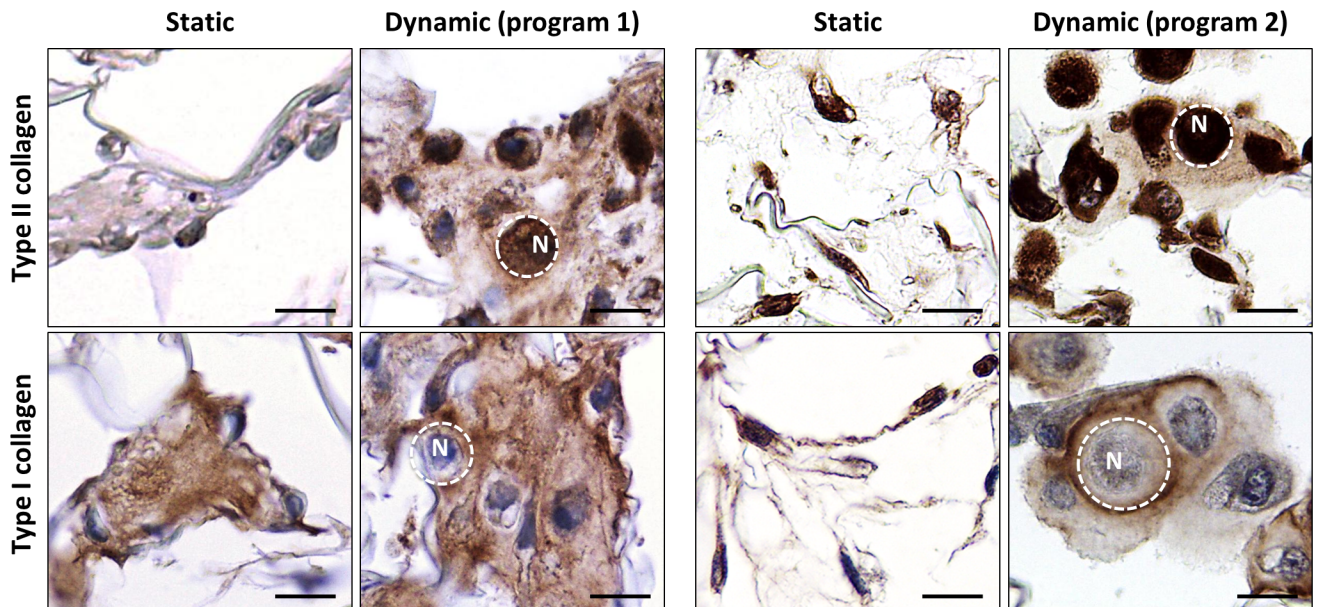 Static
Dynamic (program 1)
Static
Dynamic (program 2)
Type II collagen
N
N
Type I collagen
N
N